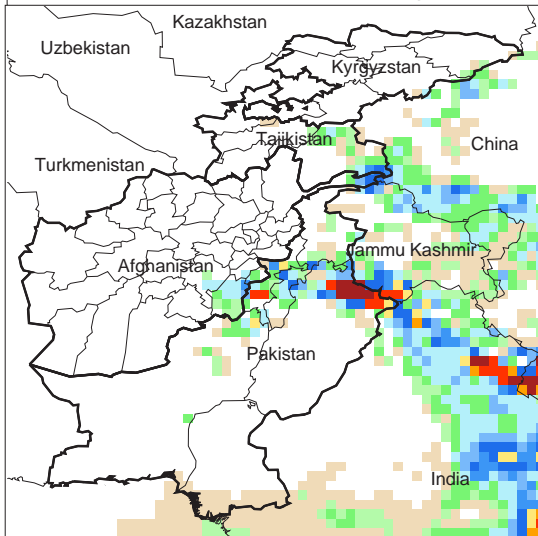 Kazakhstan
Uzbekistan
Kyrgyzstan
Tajikistan
China
Turkmenistan
Jammu Kashmir
Afghanistan
Pakistan
India